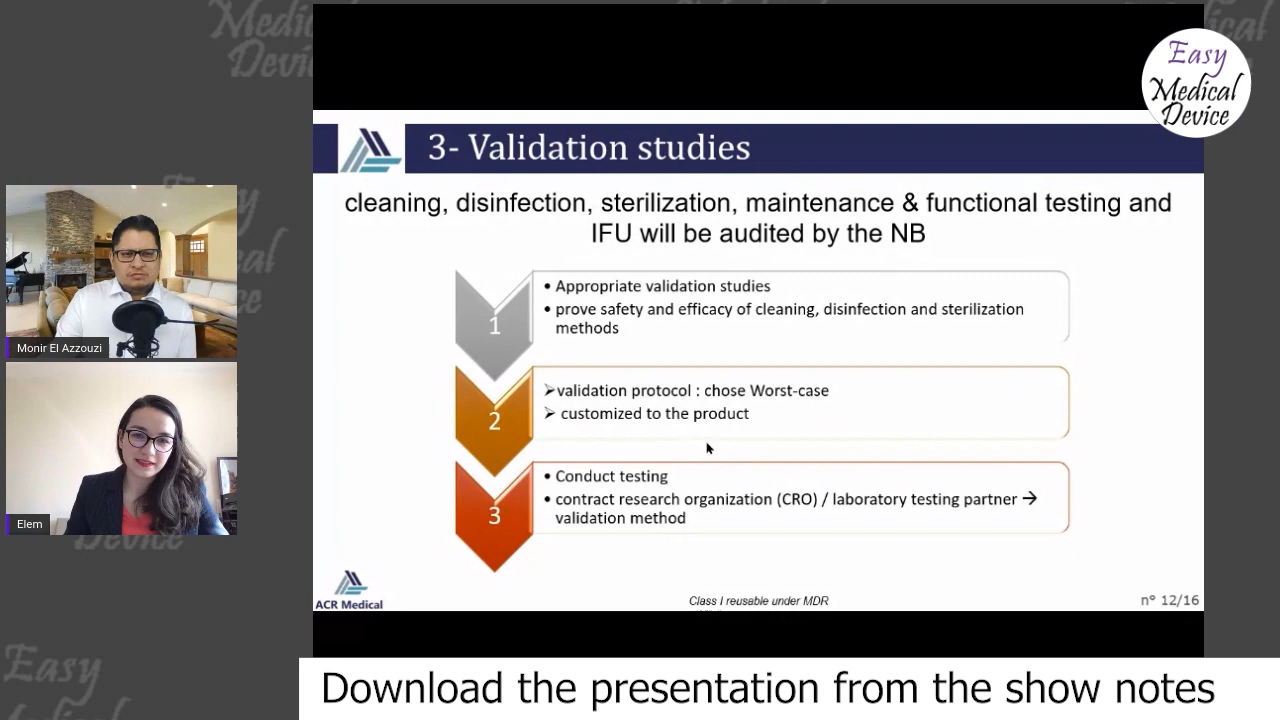 Easy
Medical
Device
3- Validation studies
cleaning, disinfection, sterilization, maintenance & functional testing and
IFU will be audited by the NB
1
• Appropriate validation studies
• prove safety and efficacy of cleaning, disinfection and sterilization
methods
2
➢validation protocol : chose Worst-case
➢ customized to the product
3
• Conduct testing
• contract research organization (CRO) / laboratory testing partner →
validation method
ACR Medical
Class I reusable under MDR
n° 12/16
Monir El Azzouzi
Elem
Easy
Medical
Device
Download the presentation from the show notes